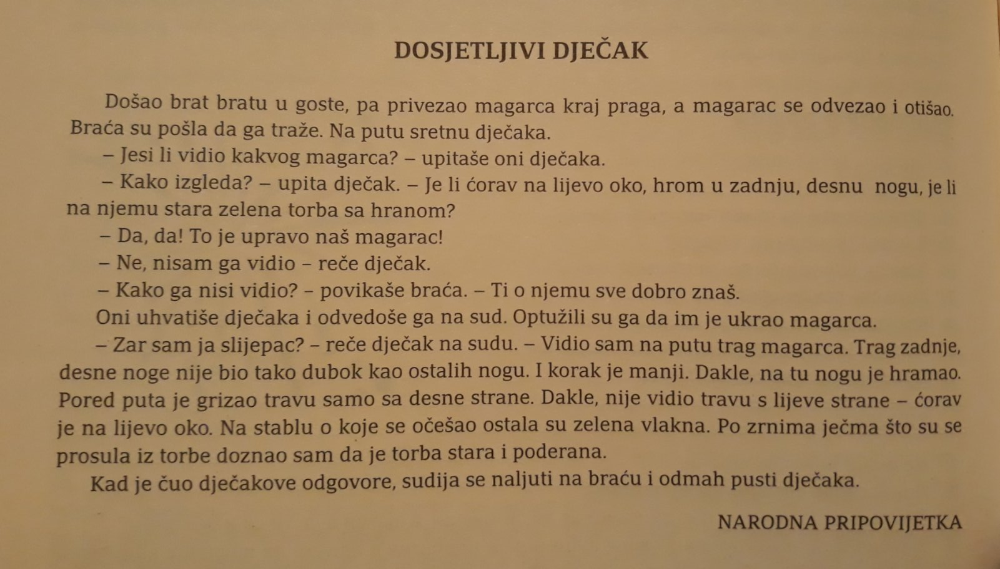 DOSJETLJIVI DJEČAK
Došao brat bratu u goste, pa privezao magarca kraj praga, a magarac se odvezao i otišao.
Braća su pošla da ga traže. Na putu sretnu dječaka.
– Jesi li vidio kakvog magarca? – upitaše oni dječaka.
– Kako izgleda? – upita dječak. – Je li ćorav na lijevo oko, hrom u zadnju, desnu nogu, je li
na njemu stara zelena torba sa hranom?
– Da, da! To je upravo naš magarac!
– Ne, nisam ga vidio – reče dječak.
– Kako ga nisi vidio? – povikaše braća. – Ti o njemu sve dobro znaš.
Oni uhvatiše dječaka i odvedoše ga na sud. Optužili su ga da im je ukrao magarca.
– Zar sam ja slijepac? – reče dječak na sudu. – Vidio sam na putu trag magarca. Trag zadnje,
desne noge nije bio tako dubok kao ostalih nogu. I korak je manji. Dakle, na tu nogu je hramao.
Pored puta je grizao travu samo sa desne strane. Dakle, nije vidio travu s lijeve strane – ćorav
je na lijevo oko. Na stablu o koje se očešao ostala su zelena vlakna. Po zrnima ječma što su se
prosula iz torbe doznao sam da je torba stara i poderana.
Kad je čuo dječakove odgovore, sudija se naljuti na braću i odmah pusti dječaka.
NARODNA PRIPOVIJETKA